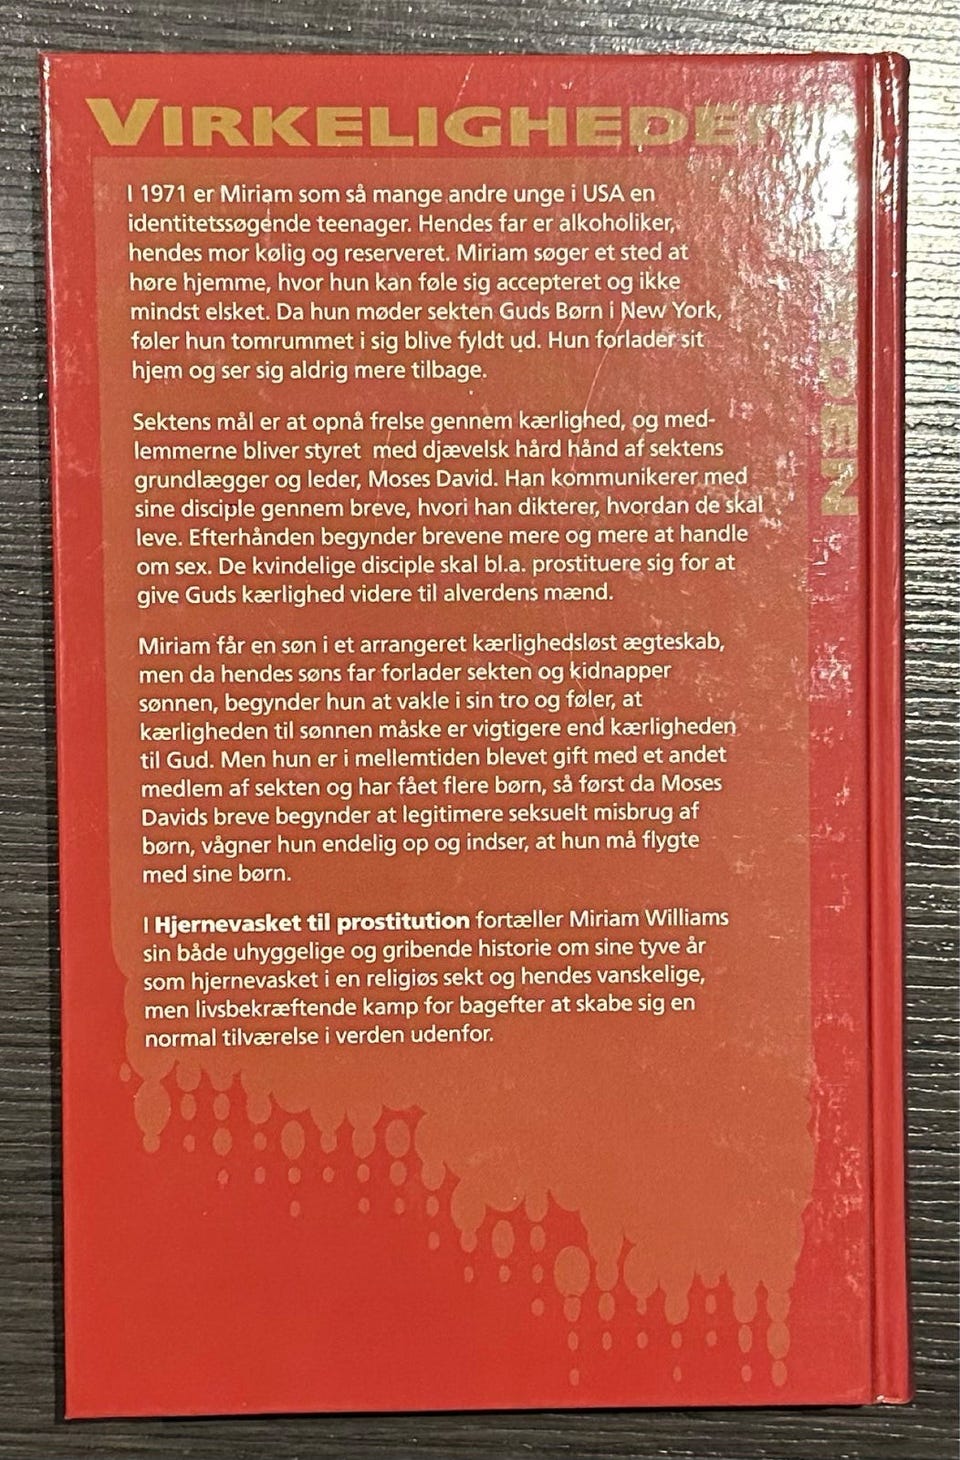 VIRKELIGHEDEN
I 1971 er Miriam som så mange andre unge i USA en
identitetssøgende teenager. Hendes far er alkoholiker,
hendes mor kølig og reserveret. Miriam søger et sted at
høre hjemme, hvor hun kan føle sig accepteret og ikke
mindst elsket. Da hun møder sekten Guds Børn i New York,
føler hun tomrummet i sig blive fyldt ud. Hun forlader sit
hjem og ser sig aldrig mere tilbage.
Sektens mål er at opnå frelse gennem kærlighed, og med-
lemmerne bliver styret med djævelsk hård hånd af sektens
grundlægger og leder, Moses David. Han kommunikerer med
sine disciple gennem breve, hvori han dikterer, hvordan de skal
leve. Efterhånden begynder brevene mere og mere at handle
om sex. De kvindelige disciple skal bl.a. prostituere sig for at
give Guds kærlighed videre til alverdens mænd.
Miriam får en søn i et arrangeret kærlighedsløst ægteskab,
men da hendes søns far forlader sekten og kidnapper
sønnen, begynder hun at vakle i sin tro og føler, at
kærligheden til sønnen måske er vigtigere end kærligheden
til Gud. Men hun er i mellemtiden blevet gift med et andet
medlem af sekten og har fået flere børn, så først da Moses
Davids breve begynder at legitimere seksuelt misbrug af
børn, vågner hun endelig op og indser, at hun må flygte
med sine børn.
I Hjernevasket til prostitution fortæller Miriam Williams
sin både uhyggelige og gribende historie om sine tyve år
som hjernevasket i en religiøs sekt og hendes vanskelige,
men livsbekræftende kamp for bagefter at skabe sig en
normal tilværelse i verden udenfor.